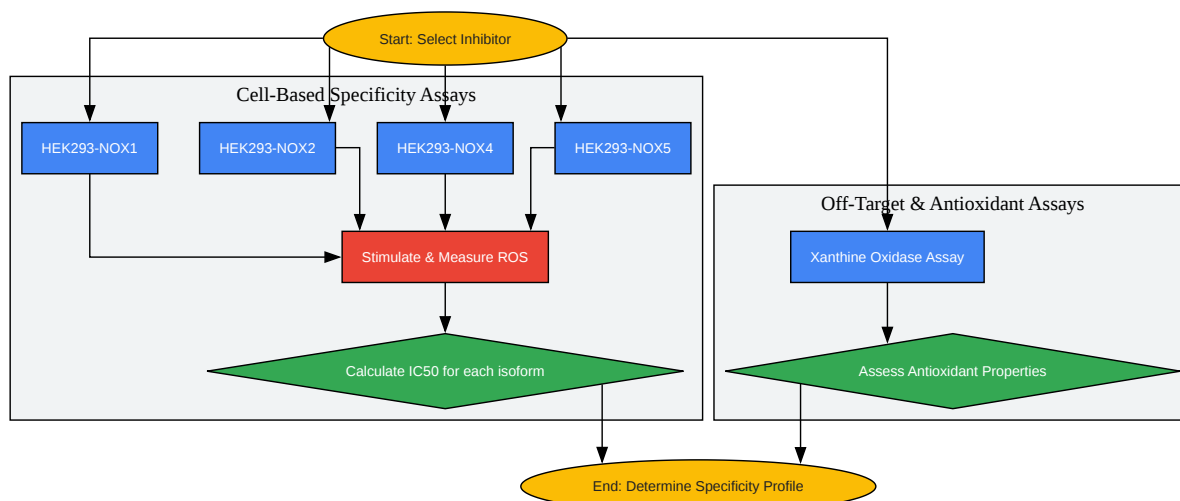 Start: Select Inhibitor
Cell-Based Specificity Assays
HEK293-NOX1
HEK293-NOX2
HEK293-NOX4
HEK293-NOX5
Off-Target & Antioxidant Assays
Stimulate & Measure ROS
Xanthine Oxidase Assay
Calculate IC50 for each isoform
Assess Antioxidant Properties
End: Determine Specificity Profile